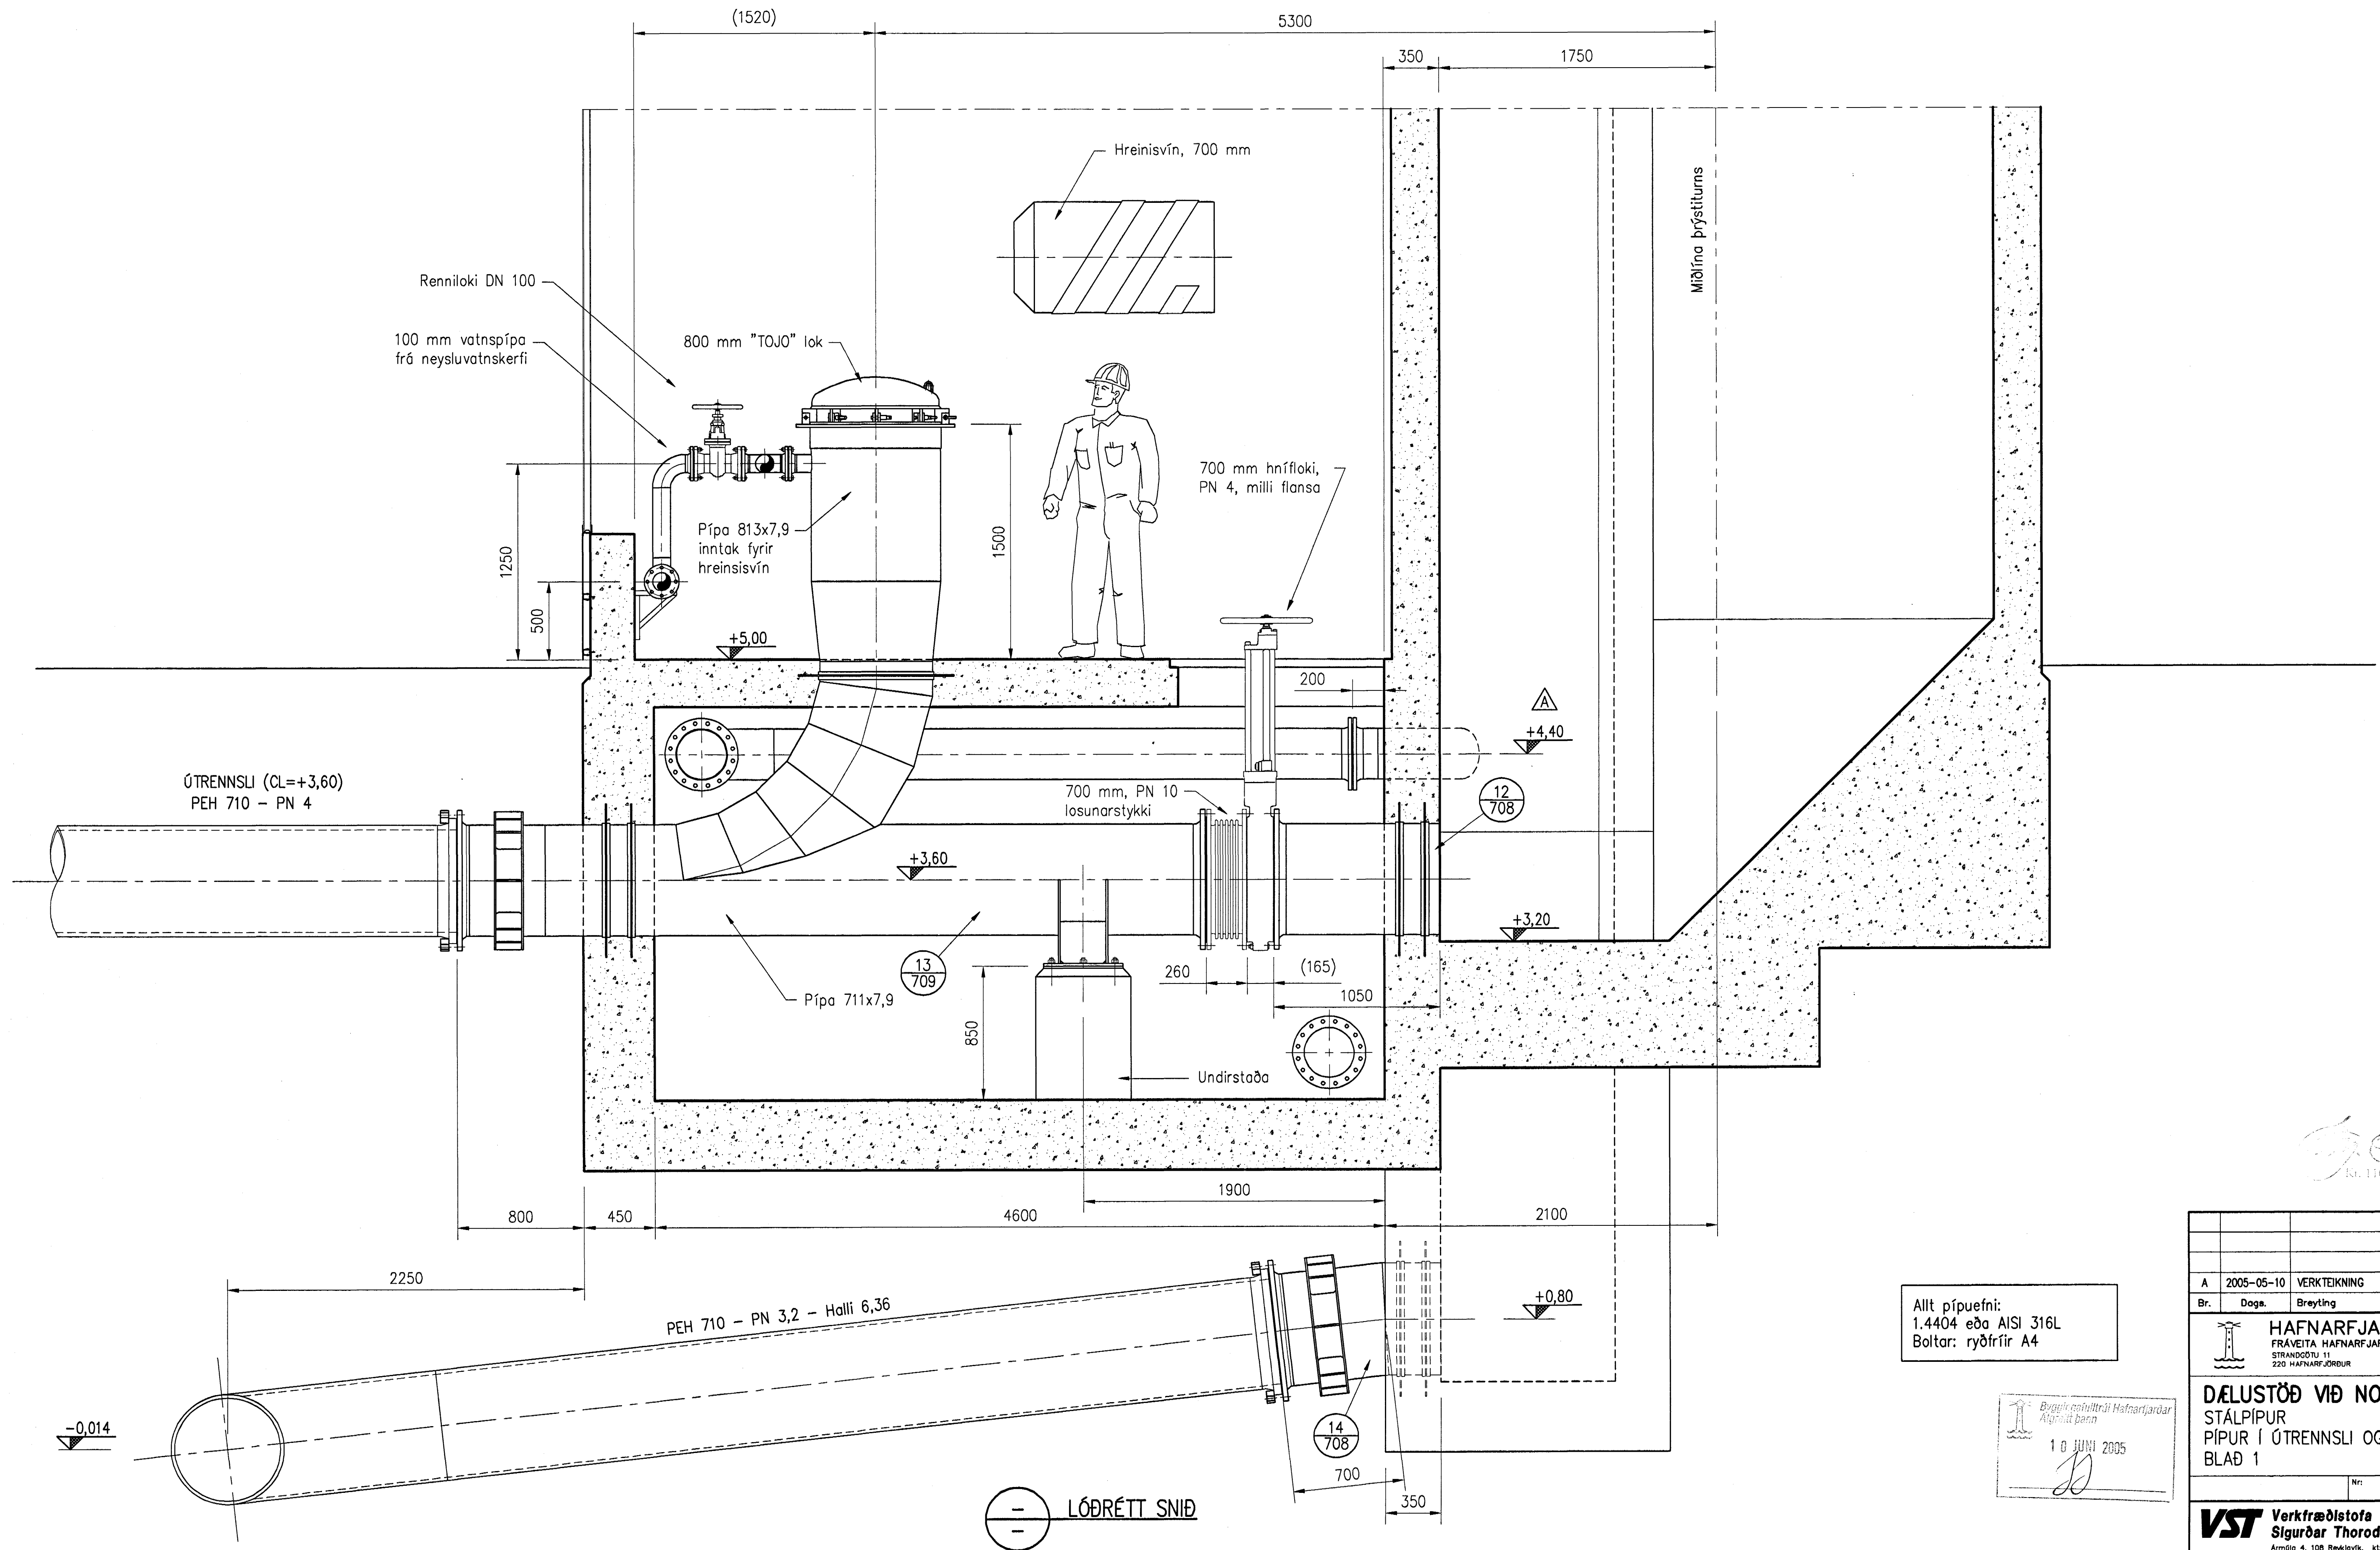 (1520)
5300
350
1750
Hreinisvín, 700 mm
Miðlína þrýstiturns
Renniloki DN 100
100 mm vatnspípa
frá neysluvatnskerfi
800 mm "TOJO" lok
700 mm hnífloki,
PN 4, milli flansa
Pípa 813x7,9
inntak fyrir
hreinsisvín
1250
500
1500
+5,00
200
A
+4,40
ÚTRENNSLI (CL=+3,60)
PEH 710 - PN 4
700 mm, PN 10
losunarstykki
12
708
+3,60
+3,20
13
709
260
(165)
Pípa 711x7,9
1050
850
Undirstaða
1900
800
450
4600
2100
2250
PEH 710 - PN 3,2 - Halli 6,36
+0,80
-0,014
14
708
700
350
LÓÐRÉTT SNIÐ
Allt pípuefni:
1.4404 eða AISI 316L
Boltar: ryðfríir A4
Hafnarfjarðar
10 JUNI 2005
A 2005-05-10 VERKTEIKNING
Br. Dags. Breyting
HAFNARFJA
FRÁVEITA HAFNARFJAR
STRANDGÖTU 11
220 HAFNARFJÖRÐUR
DÆLUSTÖÐ VIÐ NO
STÁLPÍPUR
PÍPUR Í ÚTRENNSLI OG
BLAÐ 1
Nr:
VST Verkfræðistofa
Sigurðar Thorod
Ármúla 4, 108 Reykjavík,